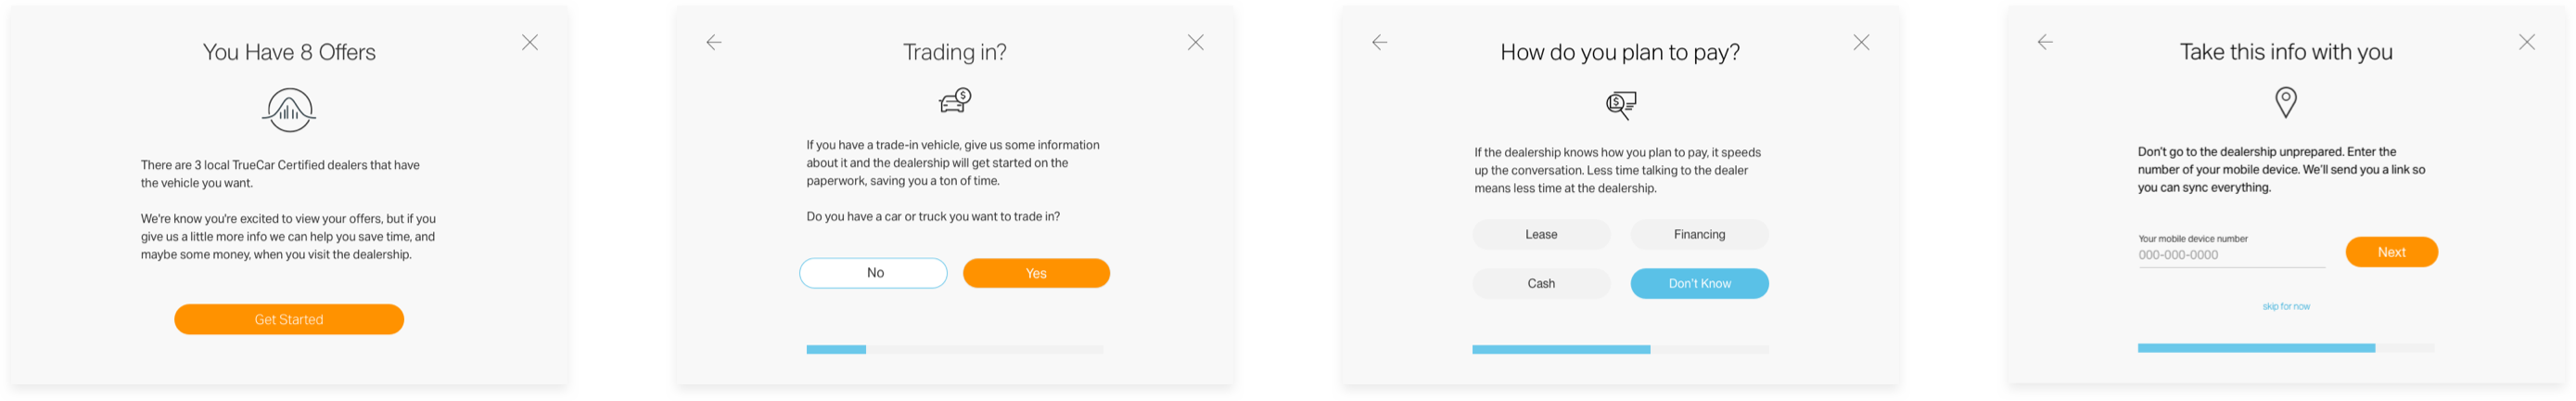 You Have 8 Offers
There are 3 local TrueCar Certified dealers that have
the vehicle you want.
We're know you're excited to view your offers, but if you
give us a little more info we can help you save time, and
maybe some money, when you visit the dealership.
Get Started
Trading in?
$
If you have a trade-in vehicle, give us some information
about it and the dealership will get started on the
paperwork, saving you a ton of time.
Do you have a car or truck you want to trade in?
No
Yes
How do you plan to pay?
$
If the dealership knows how you plan to pay, it speeds
up the conversation. Less time talking to the dealer
means less time at the dealership.
Lease
Financing
Cash
Don't Know
Take this info with you
Don't go to the dealership unprepared. Enter the
number of your mobile device. We'll send you a link so
you can sync everything.
Your mobile device number
000-000-0000
Next
skip for now